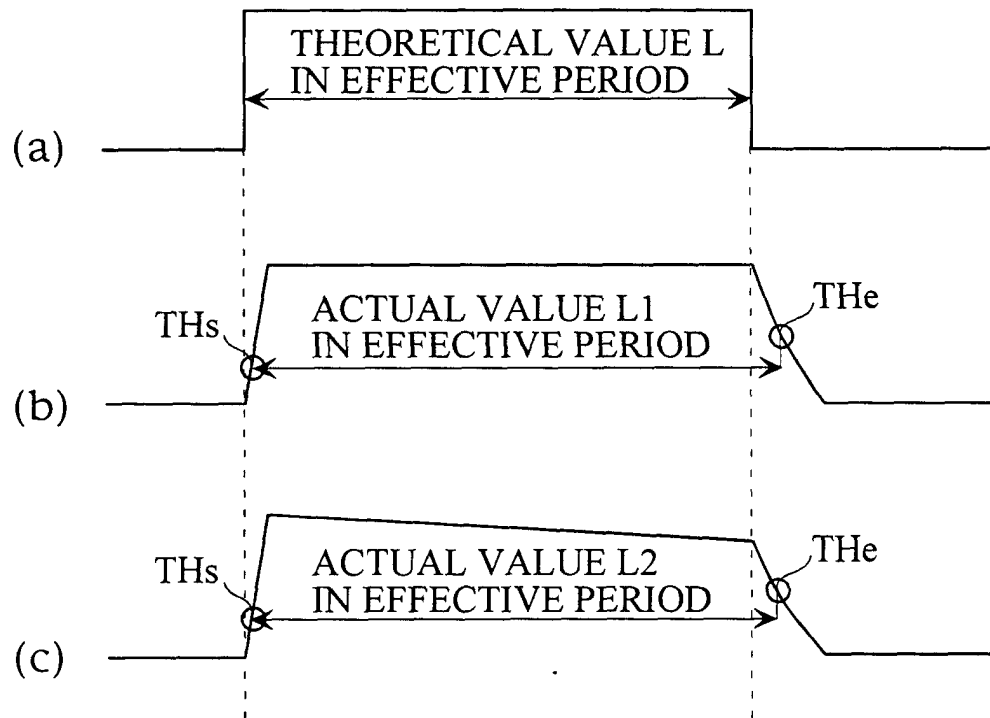 THEORETICAL VALUE L
IN EFFECTIVE PERIOD
(a)
THs
ACTUAL VALUE L1
IN EFFECTIVE PERIOD
THe
(b)
THs
ACTUAL VALUE L2
IN EFFECTIVE PERIOD
THe
(c)